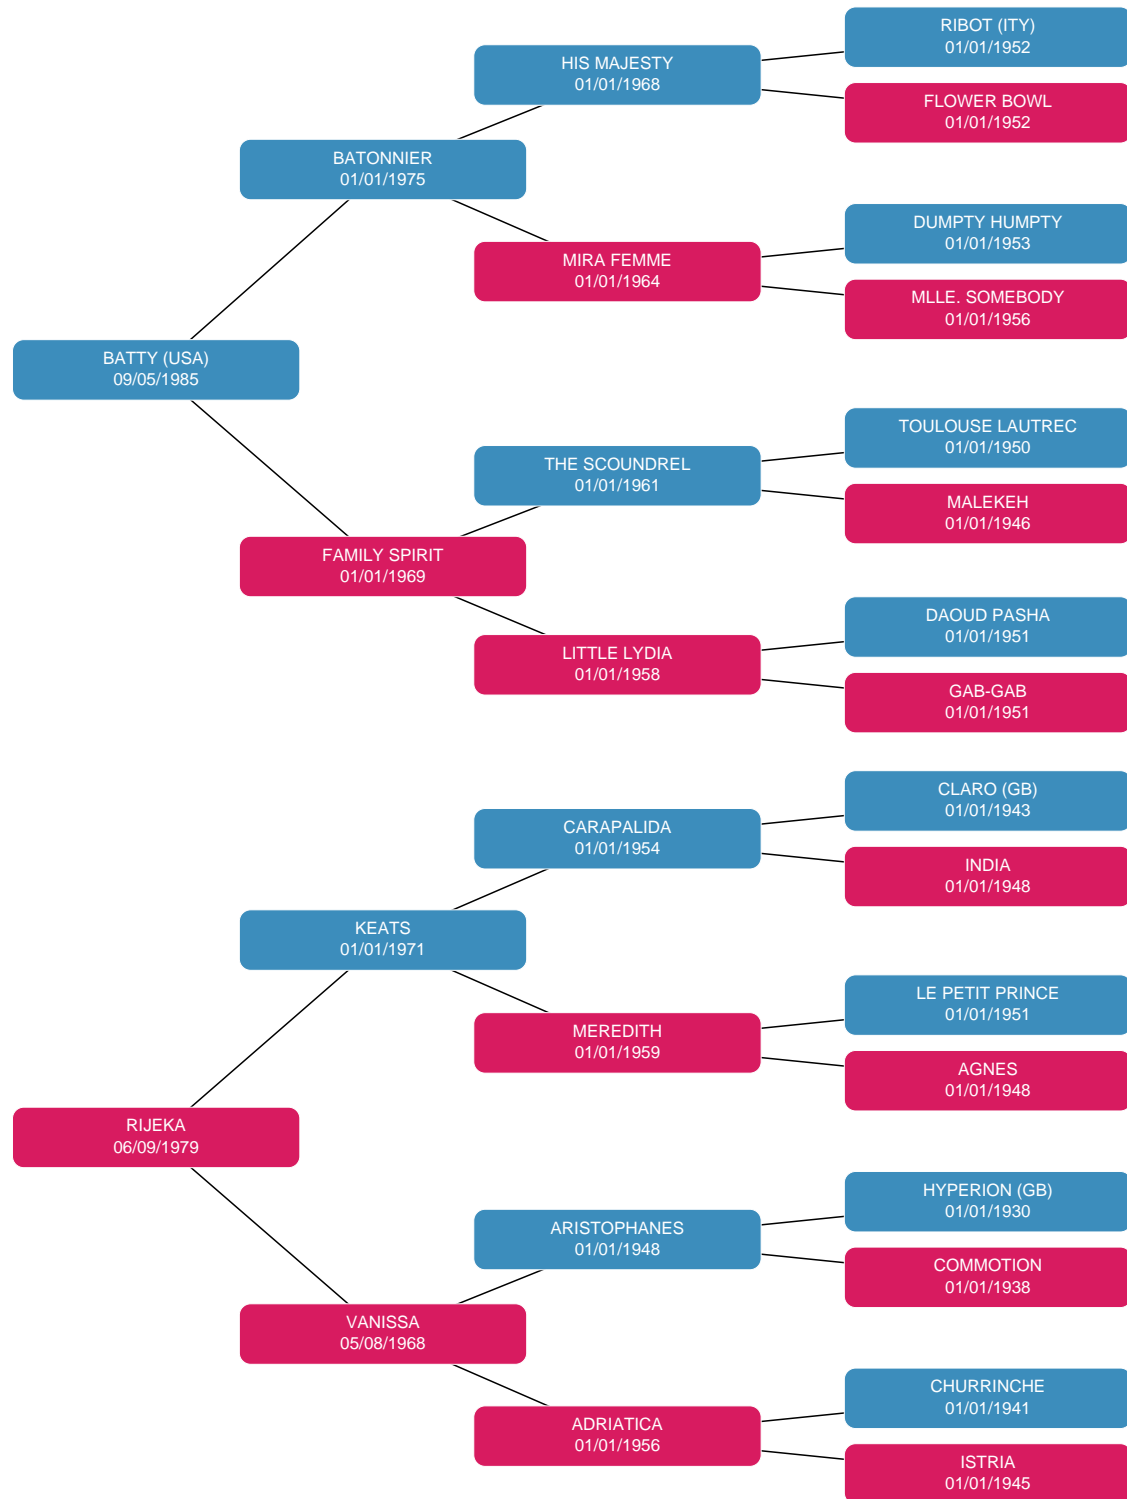 RIBOT (ITY)
01/01/1952
HIS MAJESTY
01/01/1968
FLOWER BOWL
01/01/1952
BATONNIER
01/01/1975
DUMPTY HUMPTY
01/01/1953
MIRA FEMME
01/01/1964
MLLE. SOMEBODY
01/01/1956
BATTY (USA)
09/05/1985
TOULOUSE LAUTREC
01/01/1950
THE SCOUNDREL
01/01/1961
MALEKEH
01/01/1946
FAMILY SPIRIT
01/01/1969
DAOUD PASHA
01/01/1951
LITTLE LYDIA
01/01/1958
GAB-GAB
01/01/1951
CLARO (GB)
01/01/1943
CARAPALIDA
01/01/1954
INDIA
01/01/1948
KEATS
01/01/1971
LE PETIT PRINCE
01/01/1951
MEREDITH
01/01/1959
AGNES
01/01/1948
RIJEKA
06/09/1979
HYPERION (GB)
01/01/1930
ARISTOPHANES
01/01/1948
COMMOTION
01/01/1938
VANISSA
05/08/1968
CHURRINCHE
01/01/1941
ADRIATICA
01/01/1956
ISTRIA
01/01/1945